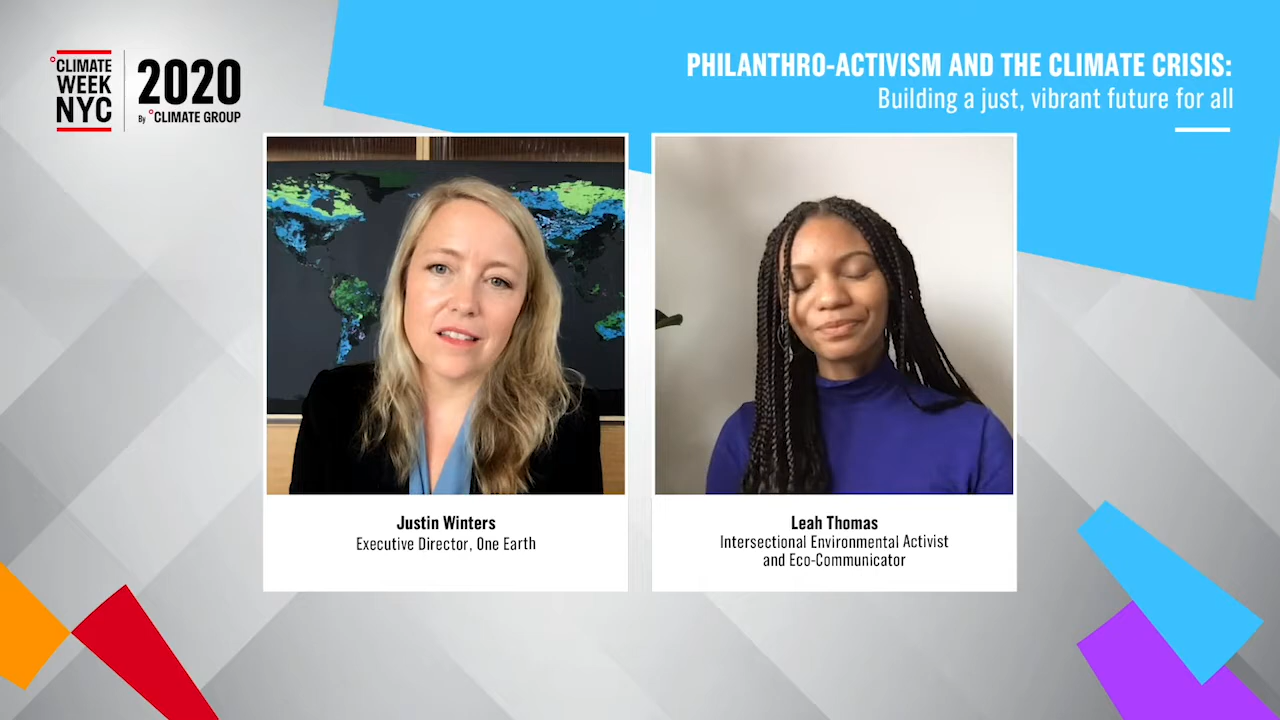 °CLIMATE
WEEK
NYC
2020
By °CLIMATE GROUP
PHILANTHRO-ACTIVISM AND THE CLIMATE CRISIS:
Building a just, vibrant future for all
Justin Winters
Executive Director, One Earth
Leah Thomas
Intersectional Environmental Activist
and Eco-Communicator